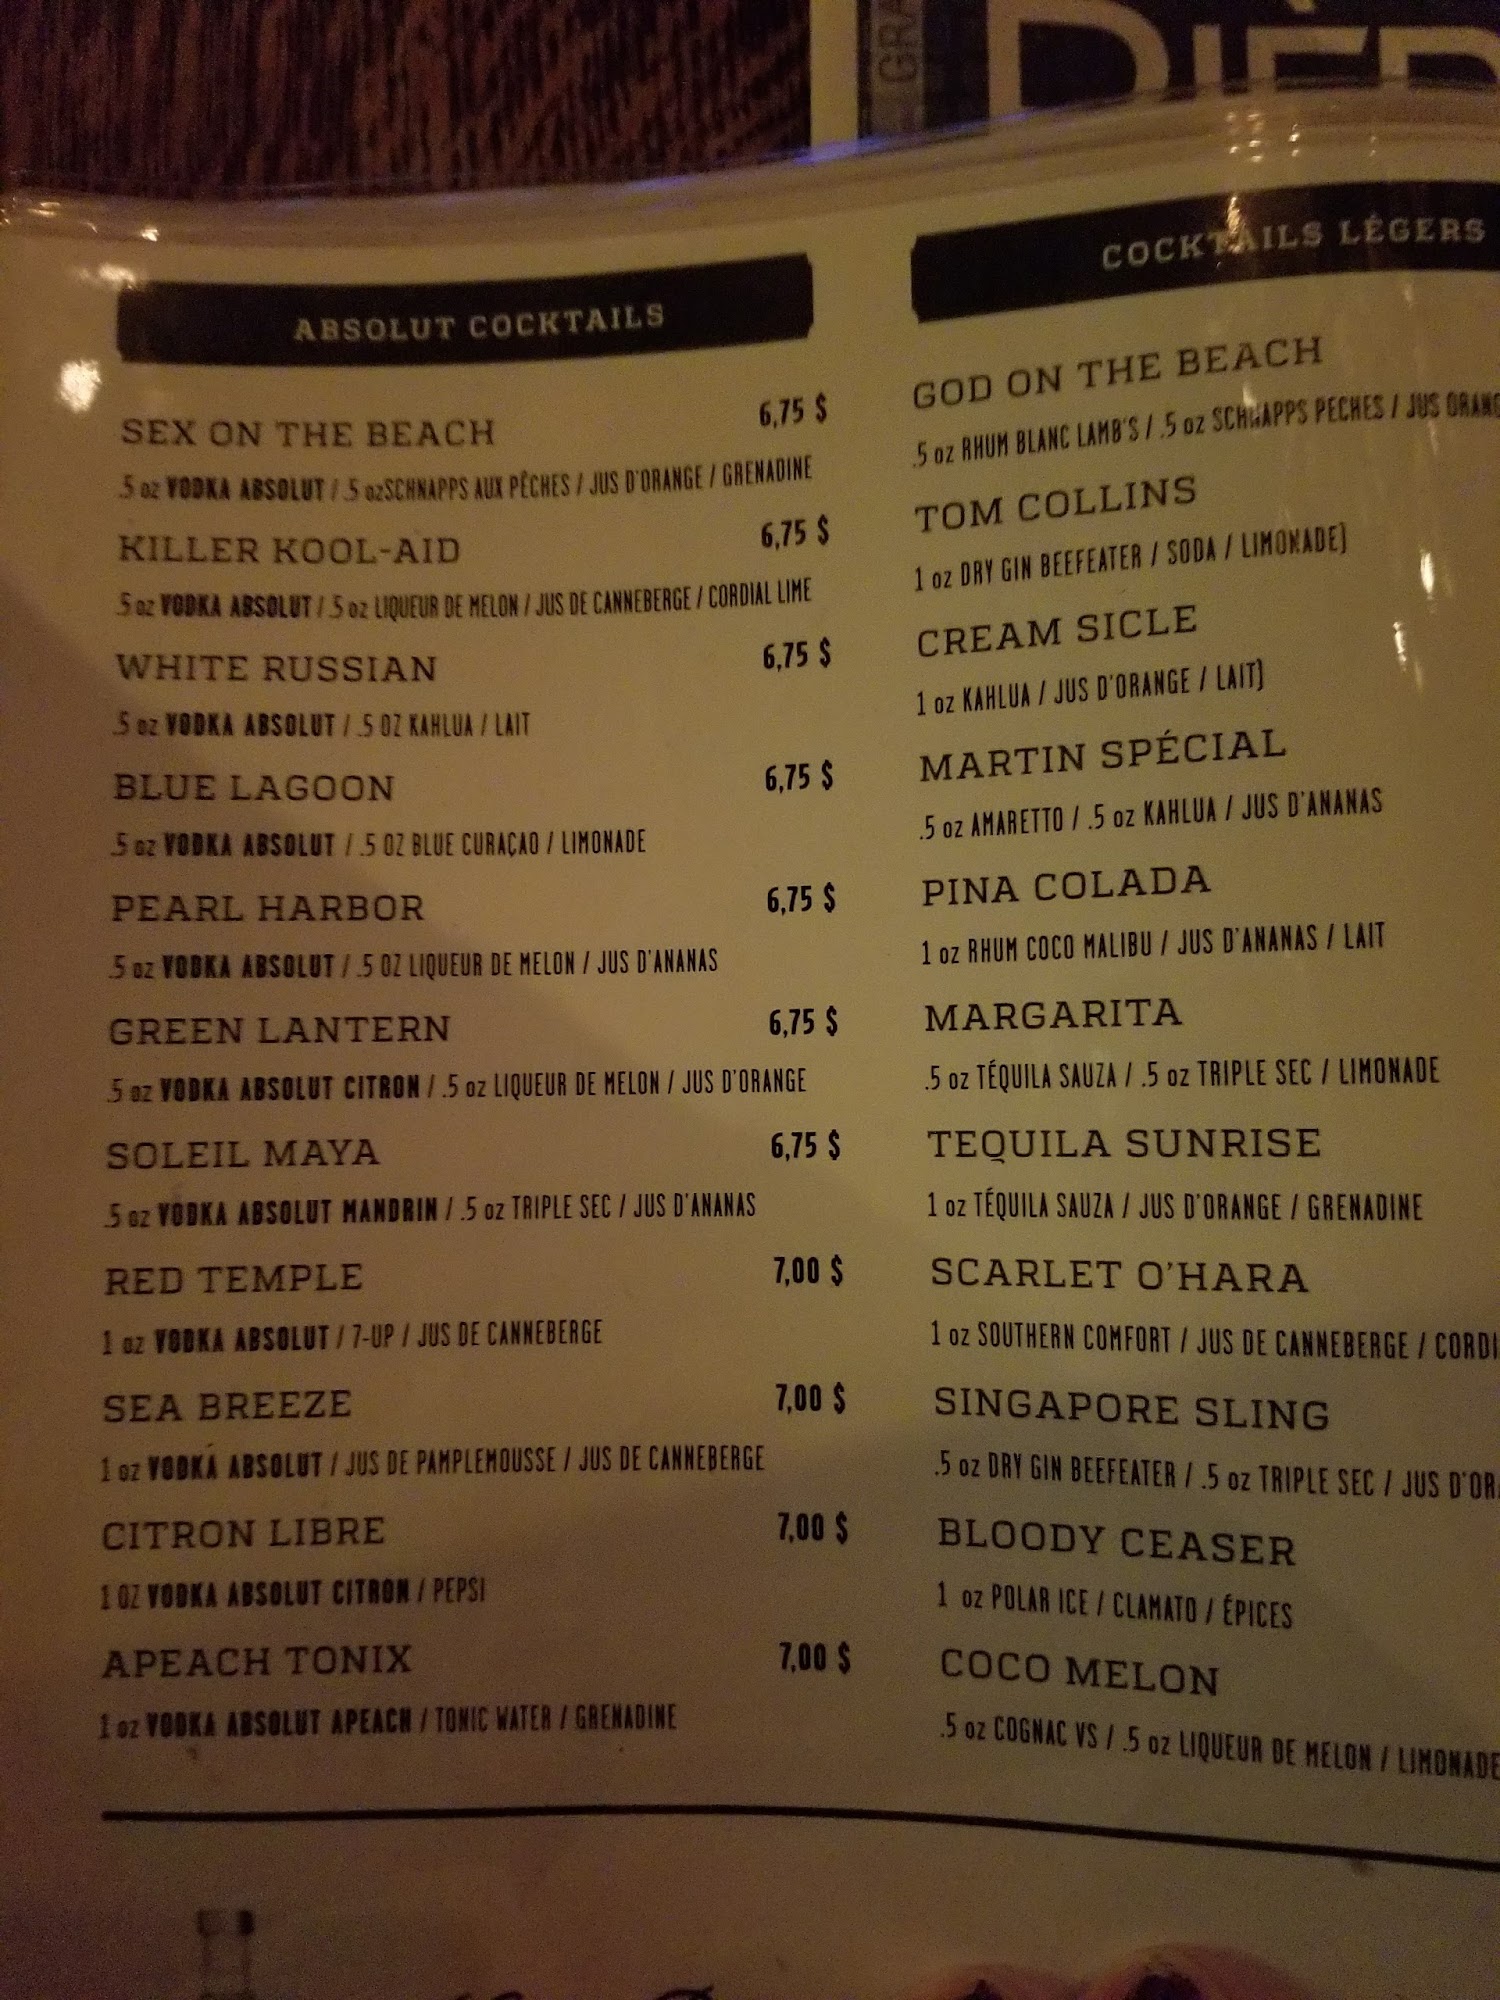 GRA
ABSOLUT COCKTAILS
SEX ON THE BEACH 6,75 $
.5 oz VODKA ABSOLUT / .5 ozSCHNAPPS AUX PÊCHES / JUS D'ORANGE / GRENADINE
KILLER KOOL-AID 6,75 $
.5 oz VODKA ABSOLUT / .5 oz LIQUEUR DE MELON / JUS DE CANNEBERGE / CORDIAL LIME
WHITE RUSSIAN 6,75 $
.5 oz VODKA ABSOLUT / .5 OZ KAHLUA / LAIT
BLUE LAGOON 6,75 $
.5 oz VODKA ABSOLUT / .5 OZ BLUE CURAÇAO / LIMONADE
PEARL HARBOR 6,75 $
.5 oz VODKA ABSOLUT / .5 OZ LIQUEUR DE MELON / JUS D'ANANAS
GREEN LANTERN 6,75 $
.5 oz VODKA ABSOLUT CITRON / .5 oz LIQUEUR DE MELON / JUS D'ORANGE
SOLEIL MAYA 6,75 $
.5 oz VODKA ABSOLUT MANDRIN / .5 oz TRIPLE SEC / JUS D'ANANAS
RED TEMPLE 7,00 $
1 oz VODKA ABSOLUT / 7-UP / JUS DE CANNEBERGE
SEA BREEZE 7,00 $
1 oz VODKA ABSOLUT / JUS DE PAMPLEMOUSSE / JUS DE CANNEBERGE
CITRON LIBRE 7,00 $
1 OZ VODKA ABSOLUT CITRON / PEPSI
APEACH TONIX 7,00 $
1 oz VODKA ABSOLUT APEACH / TONIC WATER / GRENADINE
COCKTAILS LÉGERS
GOD ON THE BEACH
.5 oz RHUM BLANC LAMB'S / .5 oz SCHNAPPS PECHES / JUS ORANG
TOM COLLINS
1 oz DRY GIN BEEFEATER / SODA / LIMONADE)
CREAM SICLE
1 oz KAHLUA / JUS D'ORANGE / LAIT)
MARTIN SPÉCIAL
.5 oz AMARETTO / .5 oz KAHLUA / JUS D'ANANAS
PINA COLADA
1 oz RHUM COCO MALIBU / JUS D'ANANAS / LAIT
MARGARITA
.5 oz TÉQUILA SAUZA / .5 oz TRIPLE SEC / LIMONADE
TEQUILA SUNRISE
1 oz TÉQUILA SAUZA / JUS D'ORANGE / GRENADINE
SCARLET O'HARA
1 oz SOUTHERN COMFORT / JUS DE CANNEBERGE / CORDI
SINGAPORE SLING
.5 oz DRY GIN BEEFEATER / .5 oz TRIPLE SEC / JUS D'OR
BLOODY CEASER
1 oz POLAR ICE / CLAMATO / ÉPICES
COCO MELON
.5 oz COGNAC VS / .5 oz LIQUEUR DE MELON / LIMONADE